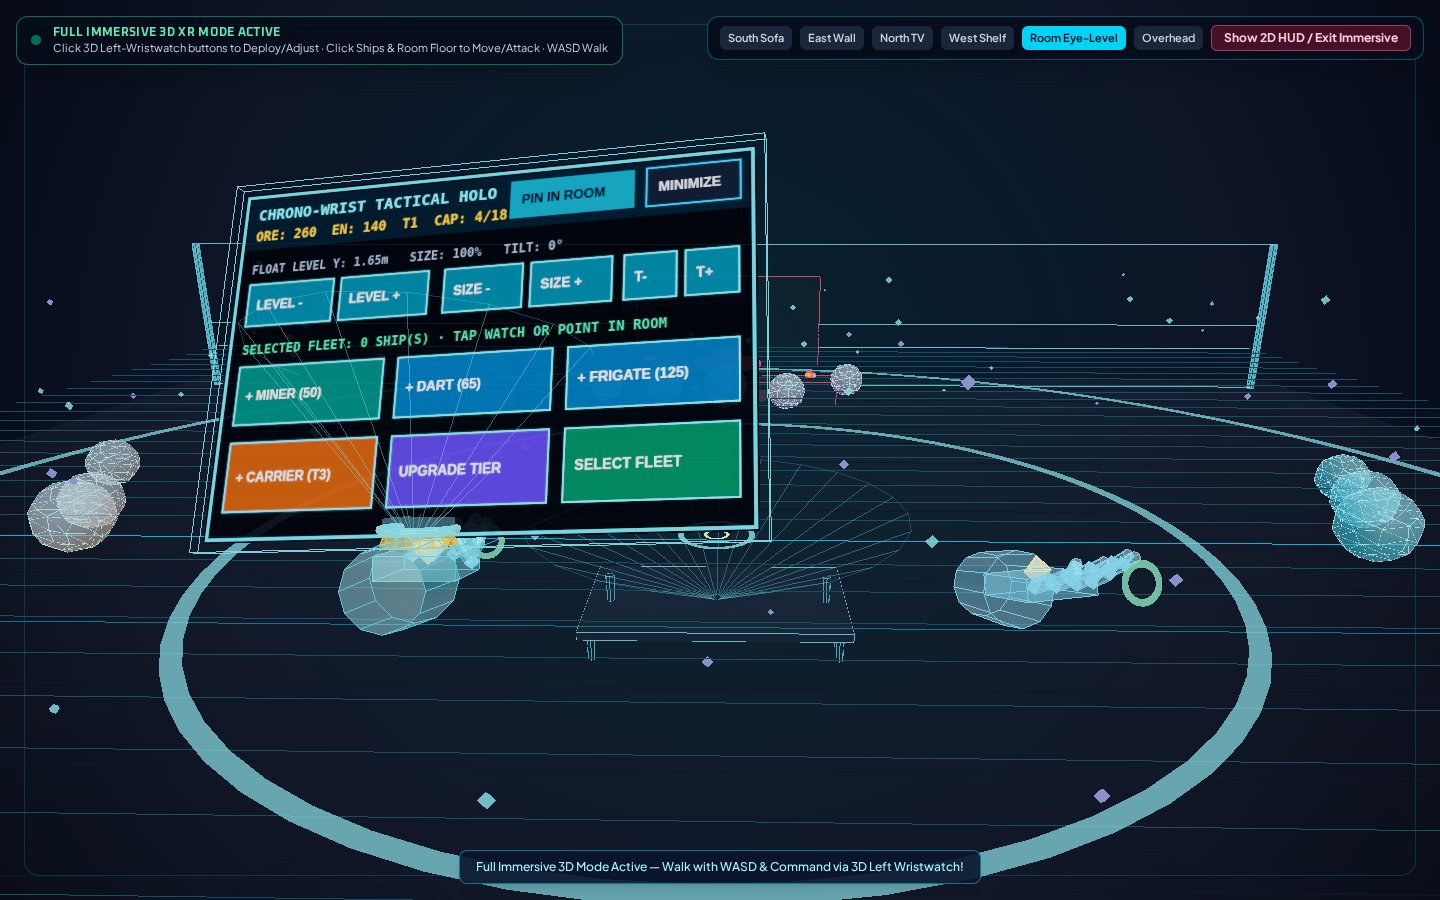 FULL IMMERSIVE 3D XR MODE ACTIVE
Click 3D Left-Wristwatch buttons to Deploy/Adjust · Click Ships & Room Floor to Move/Attack · WASD Walk
South Sofa
East Wall
North TV
West Shelf
Room Eye-Level
Overhead
Show 2D HUD / Exit Immersive
CHRONO-WRIST TACTICAL HOLO
PIN IN ROOM
MINIMIZE
ORE: 260 EN: 140 T1 CAP: 4/18
FLOAT LEVEL Y: 1.65m SIZE: 100% TILT: 0°
LEVEL -
LEVEL +
SIZE -
SIZE +
T-
T+
SELECTED FLEET: 0 SHIP(S) · TAP WATCH OR POINT IN ROOM
+ MINER (50)
+ DART (65)
+ FRIGATE (125)
+ CARRIER (T3)
UPGRADE TIER
SELECT FLEET
Full Immersive 3D Mode Active — Walk with WASD & Command via 3D Left Wristwatch!